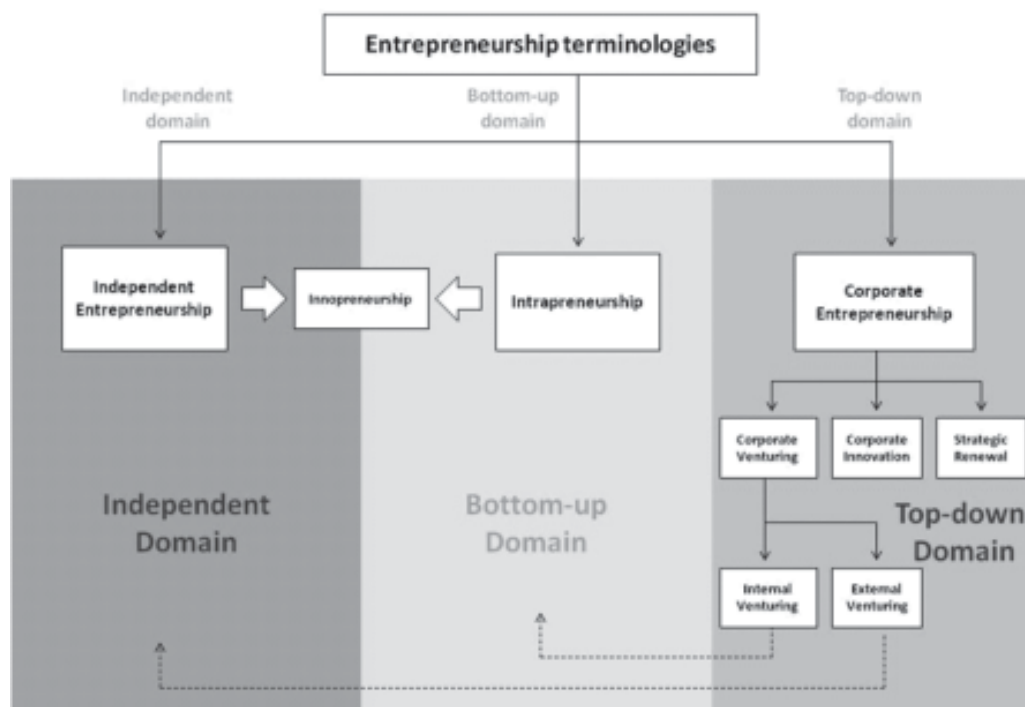 Entrepreneurship terminologies
Independent
domain
Bottom-up
domain
Top-down
domain
Independent
Entrepreneurship
Innopreneurship
Intrapreneurship
Corporate
Entrepreneurship
Corporate
Venturing
Corporate
Innovation
Strategic
Renewal
Independent
Domain
Bottom-up
Domain
Top-down
Domain
Internal
Venturing
External
Venturing